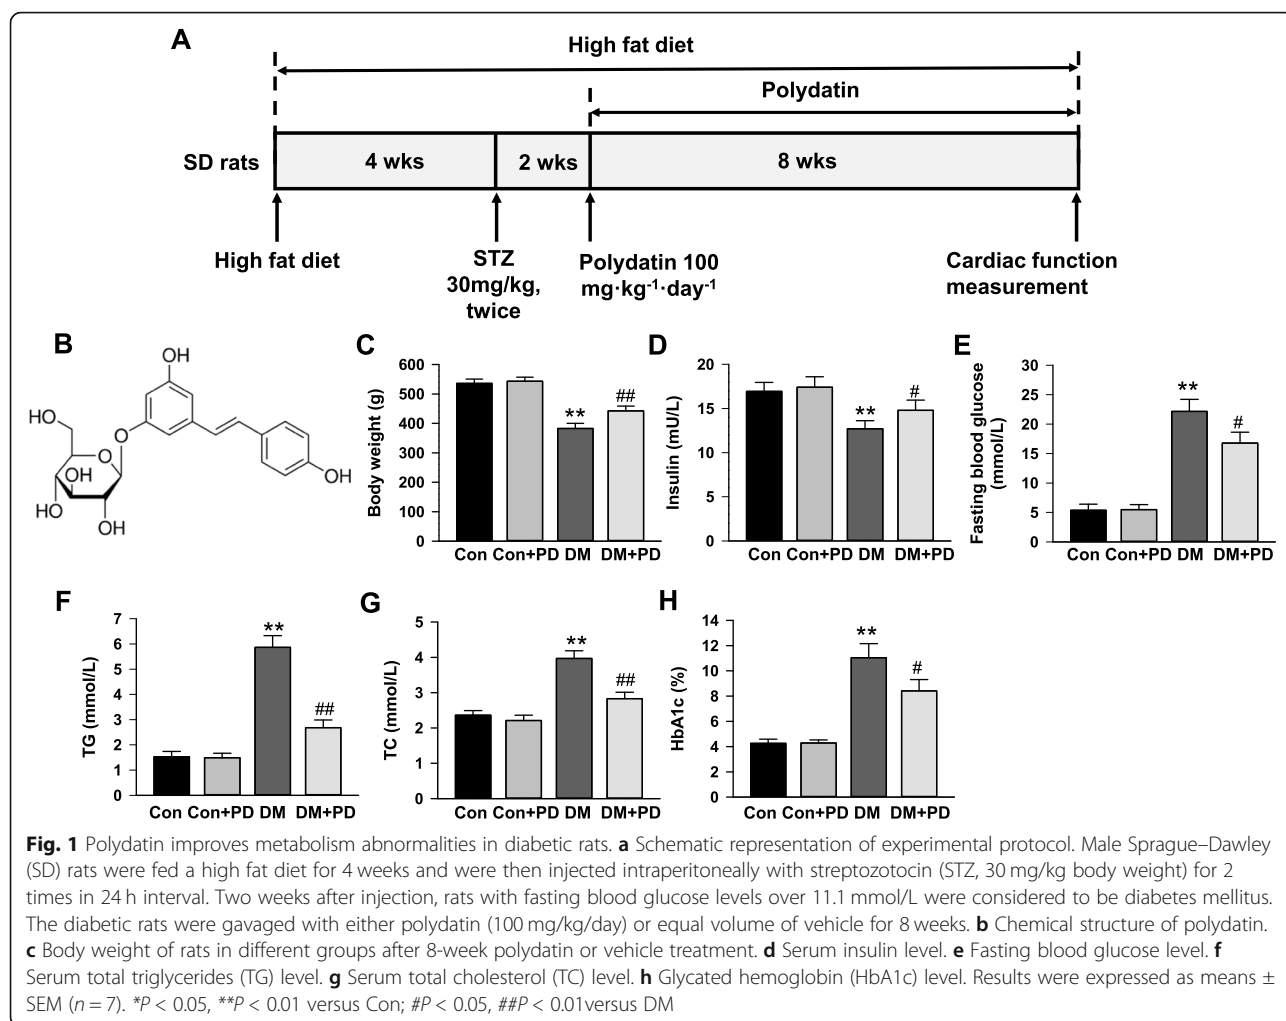 A
High fat diet
Polydatin
SD rats
4 wks
2 wks
8 wks
High fat diet
STZ
30mg/kg,
twice
Polydatin 100
mg·kg⁻¹·day⁻¹
Cardiac function
measurement
B
OH
HO
O
O
OH
OH
HO
OH
C
Body weight (g)
600
500
400
300
200
100
0
**
##
Con Con+PD DM DM+PD
D
Insulin (mU/L)
20
15
10
5
0
**
#
Con Con+PD DM DM+PD
E
Fasting blood glucose
(mmol/L)
30
25
20
15
10
5
0
**
#
Con Con+PD DM DM+PD
F
TG (mmol/L)
7
6
5
4
3
2
1
0
**
##
Con Con+PD DM DM+PD
G
TC (mmol/L)
5
4
3
2
1
0
**
##
Con Con+PD DM DM+PD
H
HbA1c (%)
14
12
10
8
6
4
2
0
**
#
Con Con+PD DM DM+PD
Fig. 1 Polydatin improves metabolism abnormalities in diabetic rats. a Schematic representation of experimental protocol. Male Sprague–Dawley
(SD) rats were fed a high fat diet for 4 weeks and were then injected intraperitoneally with streptozotocin (STZ, 30 mg/kg body weight) for 2
times in 24 h interval. Two weeks after injection, rats with fasting blood glucose levels over 11.1 mmol/L were considered to be diabetes mellitus.
The diabetic rats were gavaged with either polydatin (100 mg/kg/day) or equal volume of vehicle for 8 weeks. b Chemical structure of polydatin.
c Body weight of rats in different groups after 8-week polydatin or vehicle treatment. d Serum insulin level. e Fasting blood glucose level. f
Serum total triglycerides (TG) level. g Serum total cholesterol (TC) level. h Glycated hemoglobin (HbA1c) level. Results were expressed as means ±
SEM (n = 7). *P < 0.05, **P < 0.01 versus Con; #P < 0.05, ##P < 0.01versus DM